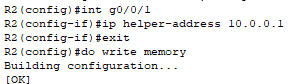 R2(config)#int g0/0/1
R2(config-if)#ip helper-address 10.0.0.1
R2(config-if)#exit
R2(config)#do write memory
Building configuration...
[OK]